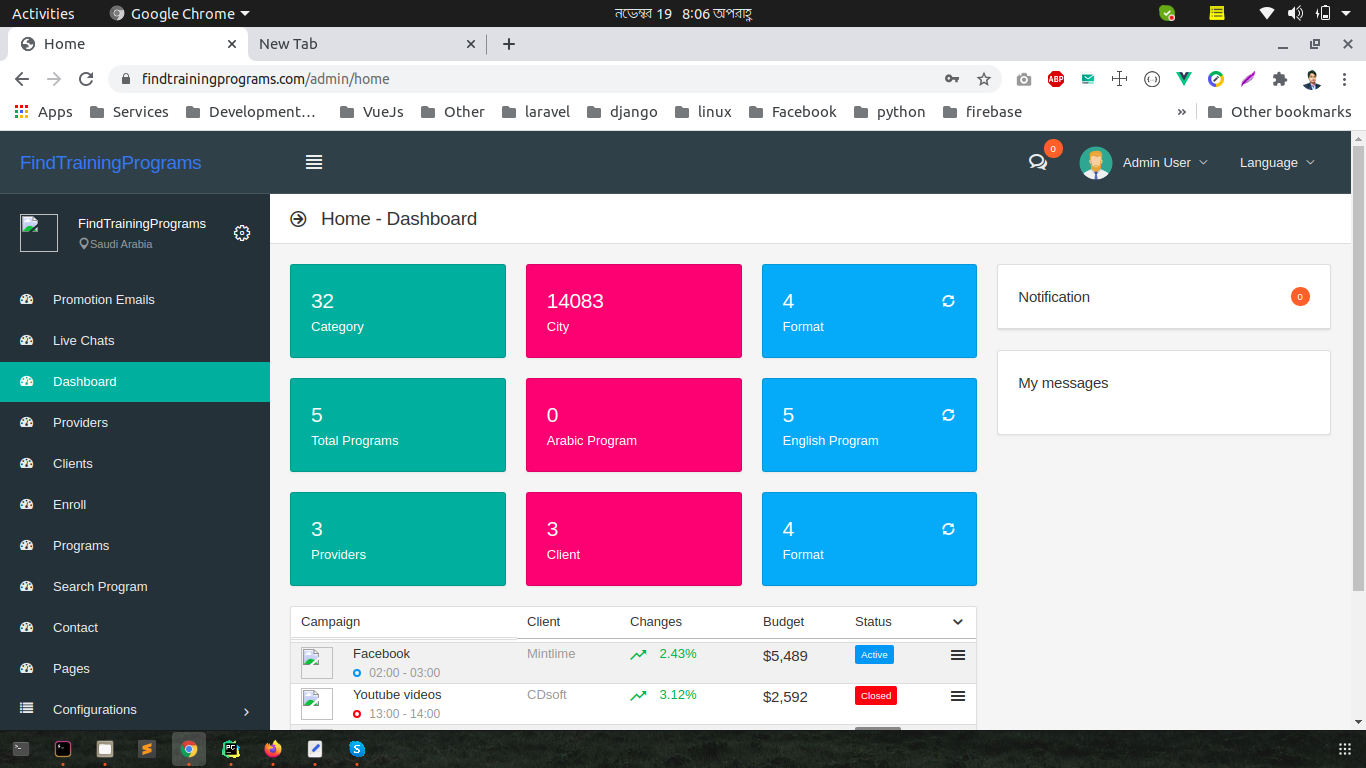 Activities Google Chrome নভেম্বর 19 8:06 অপরাহ্ণ
Home New Tab
findtrainingprograms.com/admin/home ABP
Apps Services Development… VueJs Other laravel django linux Facebook python firebase » Other bookmarks
FindTrainingPrograms 0 Admin User Language
FindTrainingPrograms
Saudi Arabia
Home - Dashboard
Promotion Emails
Live Chats
Dashboard
Providers
Clients
Enroll
Programs
Search Program
Contact
Pages
Configurations
32
Category
14083
City
4
Format
5
Total Programs
0
Arabic Program
5
English Program
3
Providers
3
Client
4
Format
Notification 0
My messages
Campaign Client Changes Budget Status
Facebook Mintlime 2.43% $5,489 Active
02:00 - 03:00
Youtube videos CDsoft 3.12% $2,592 Closed
13:00 - 14:00